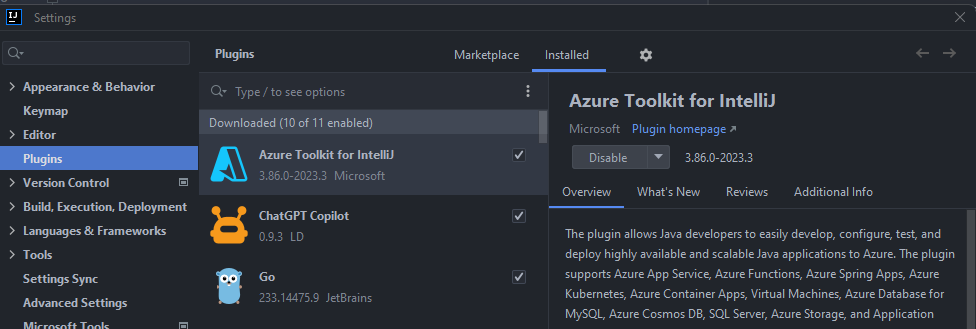 IJ
Settings
Plugins
Marketplace
Installed
Appearance & Behavior
Keymap
Editor
Plugins
Version Control
Build, Execution, Deployment
Languages & Frameworks
Tools
Settings Sync
Advanced Settings
Microsoft Tools
Type / to see options
Downloaded (10 of 11 enabled)
Azure Toolkit for IntelliJ
3.86.0-2023.3 Microsoft
ChatGPT Copilot
0.9.3 LD
Go
233.14475.9 JetBrains
Azure Toolkit for IntelliJ
Microsoft Plugin homepage ↗
Disable 3.86.0-2023.3
Overview What's New Reviews Additional Info
The plugin allows Java developers to easily develop, configure, test, and
deploy highly available and scalable Java applications to Azure. The plugin
supports Azure App Service, Azure Functions, Azure Spring Apps, Azure
Kubernetes, Azure Container Apps, Virtual Machines, Azure Database for
MySQL, Azure Cosmos DB, SQL Server, Azure Storage, and Application